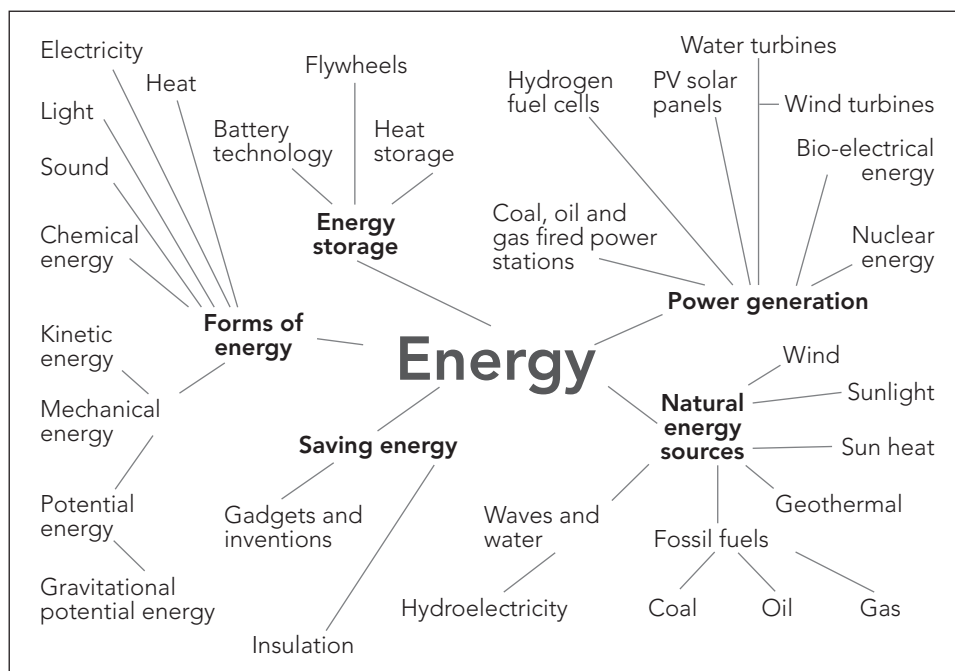 Electricity
Heat
Light
Sound
Chemical
energy
Forms of
energy
Kinetic
energy
Mechanical
energy
Potential
energy
Gravitational
potential energy
Flywheels
Battery
technology
Heat
storage
Energy
storage
Energy
Saving energy
Gadgets and
inventions
Insulation
Water turbines
Hydrogen
fuel cells
PV solar
panels
Wind turbines
Bio-electrical
energy
Coal, oil and
gas fired power
stations
Nuclear
energy
Power generation
Wind
Natural
energy
sources
Sunlight
Sun heat
Geothermal
Waves and
water
Fossil fuels
Hydroelectricity
Coal
Oil
Gas